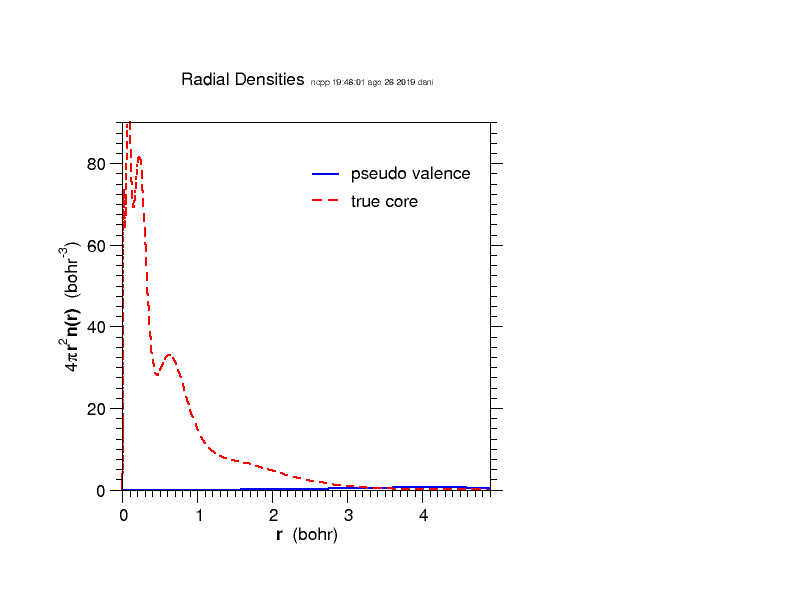 Radial Densities ncpp 19:46:01 ago 26 2019 dani
pseudo valence
true core
80
60
40
20
0
4πr²n(r) (bohr⁻³)
0 1 2 3 4
r (bohr)